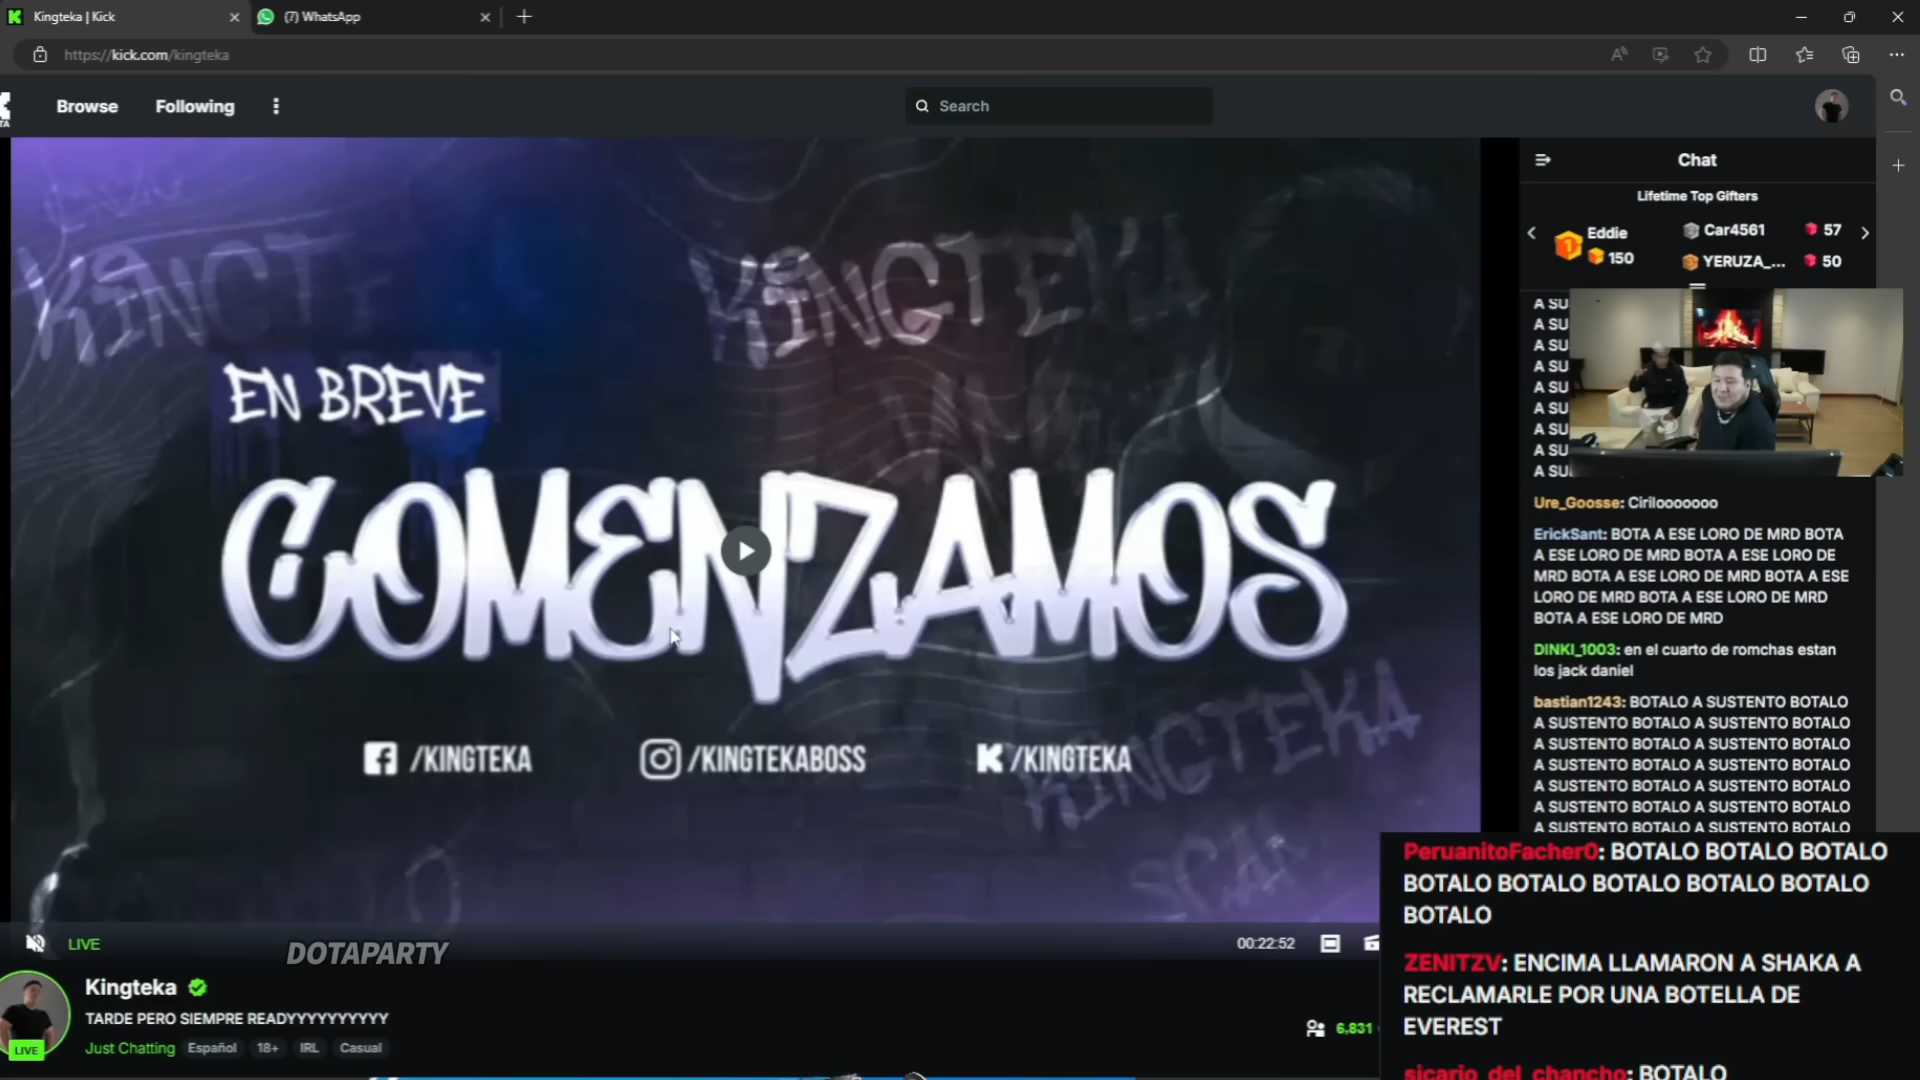 Kingteka | Kick
(7) WhatsApp
https://kick.com/kingteka
Browse
Following
Search
Chat
Lifetime Top Gifters
Eddie
150
Car4561
57
YERUZA_...
50
KINGTEKA
EN BREVE
COMENZAMOS
/KINGTEKA
/KINGTEKABOSS
/KINGTEKA
KINGTEKA
A SU
A SU
A SU
A SU
A SU
A SU
A SU
A SU
A SU
Ure_Goosse: Cirilooooooo
ErickSant: BOTA A ESE LORO DE MRD BOTA
A ESE LORO DE MRD BOTA A ESE LORO DE
MRD BOTA A ESE LORO DE MRD BOTA A ESE
LORO DE MRD BOTA A ESE LORO DE MRD
BOTA A ESE LORO DE MRD
DINKI_1003: en el cuarto de romchas estan
los jack daniel
bastian1243: BOTALO A SUSTENTO BOTALO
A SUSTENTO BOTALO A SUSTENTO BOTALO
A SUSTENTO BOTALO A SUSTENTO BOTALO
A SUSTENTO BOTALO A SUSTENTO BOTALO
A SUSTENTO BOTALO A SUSTENTO BOTALO
A SUSTENTO BOTALO A SUSTENTO BOTALO
A SUSTENTO BOTALO A SUSTENTO BOTALO
PeruanitoFacher0: BOTALO BOTALO BOTALO
BOTALO BOTALO BOTALO BOTALO BOTALO
BOTALO
ZENITZV: ENCIMA LLAMARON A SHAKA A
RECLAMARLE POR UNA BOTELLA DE
EVEREST
sicario_del_chancho: BOTALO
LIVE
DOTAPARTY
00:22:52
Kingteka
TARDE PERO SIEMPRE READYYYYYYYYYY
LIVE
Just Chatting
Español
18+
IRL
Casual
6,831